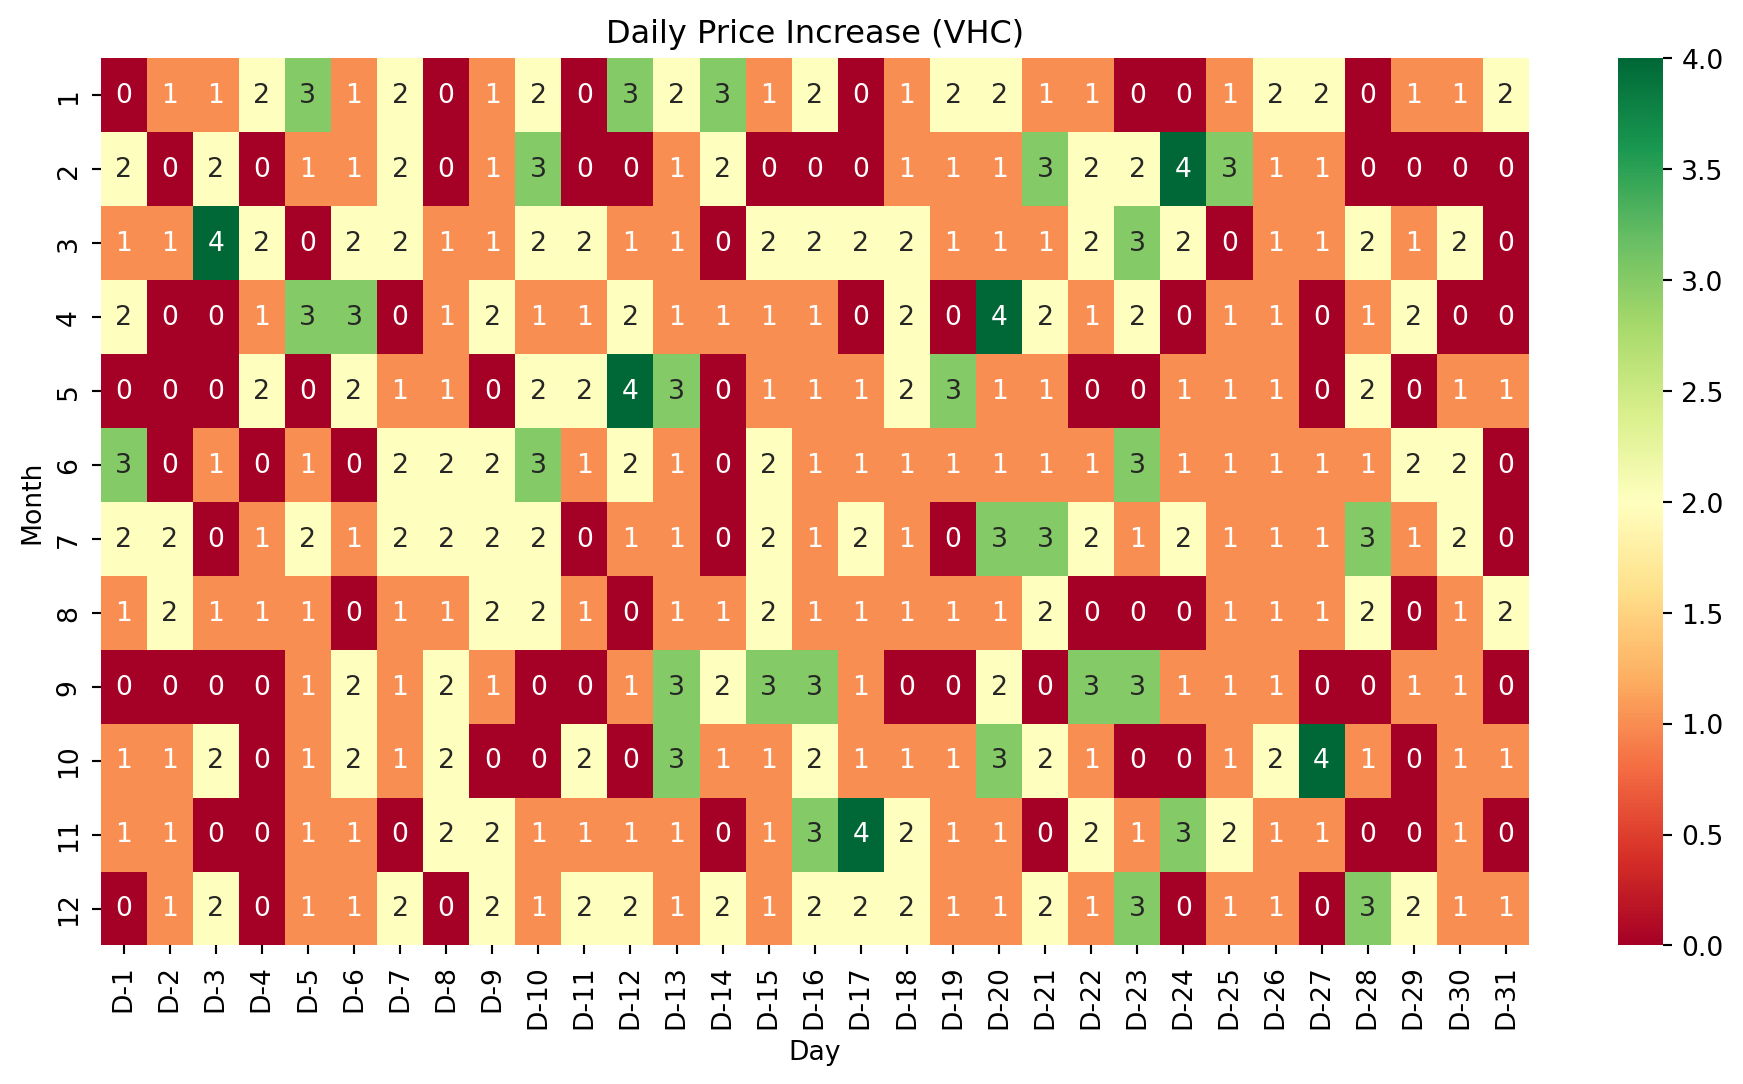 Daily Price Increase (VHC)
Month
1 0 1 1 2 3 1 2 0 1 2 0 3 2 3 1 2 0 1 2 2 1 1 0 0 1 2 2 0 1 1 2
2 2 0 2 0 1 1 2 0 1 3 0 0 1 2 0 0 0 1 1 1 3 2 2 4 3 1 1 0 0 0 0
3 1 1 4 2 0 2 2 1 1 2 2 1 1 0 2 2 2 2 1 1 1 2 3 2 0 1 1 2 1 2 0
4 2 0 0 1 3 3 0 1 2 1 1 2 1 1 1 1 0 2 0 4 2 1 2 0 1 1 0 1 2 0 0
5 0 0 0 2 0 2 1 1 0 2 2 4 3 0 1 1 1 2 3 1 1 0 0 1 1 1 0 2 0 1 1
6 3 0 1 0 1 0 2 2 2 3 1 2 1 0 2 1 1 1 1 1 1 1 3 1 1 1 1 1 2 2 0
7 2 2 0 1 2 1 2 2 2 2 0 1 1 0 2 1 2 1 0 3 3 2 1 2 1 1 1 3 1 2 0
8 1 2 1 1 1 0 1 1 2 2 1 0 1 1 2 1 1 1 1 1 2 0 0 0 1 1 1 2 0 1 2
9 0 0 0 0 1 2 1 2 1 0 0 1 3 2 3 3 1 0 0 2 0 3 3 1 1 1 0 0 1 1 0
10 1 1 2 0 1 2 1 2 0 0 2 0 3 1 1 2 1 1 1 3 2 1 0 0 1 2 4 1 0 1 1
11 1 1 0 0 1 1 0 2 2 1 1 1 1 0 1 3 4 2 1 1 0 2 1 3 2 1 1 0 0 1 0
12 0 1 2 0 1 1 2 0 2 1 2 2 1 2 1 2 2 2 1 1 2 1 3 0 1 1 0 3 2 1 1
D-1 D-2 D-3 D-4 D-5 D-6 D-7 D-8 D-9 D-10 D-11 D-12 D-13 D-14 D-15 D-16 D-17 D-18 D-19 D-20 D-21 D-22 D-23 D-24 D-25 D-26 D-27 D-28 D-29 D-30 D-31
Day
4.0
3.5
3.0
2.5
2.0
1.5
1.0
0.5
0.0